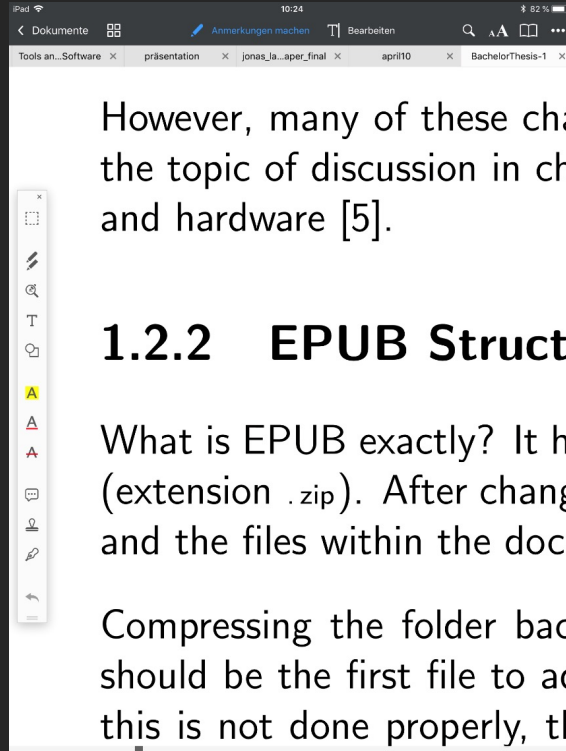 iPad 10:24 82 %
Dokumente Anmerkungen machen T Bearbeiten AA
Tools an...Software × präsentation × jonas_la...aper_final × april10 × BachelorThesis-1 ×
However, many of these cha
the topic of discussion in ch
and hardware [5].
T
A
A
A
1.2.2 EPUB Struct
What is EPUB exactly? It h
(extension .zip). After chang
and the files within the doc
Compressing the folder bac
should be the first file to ad
this is not done properly, th